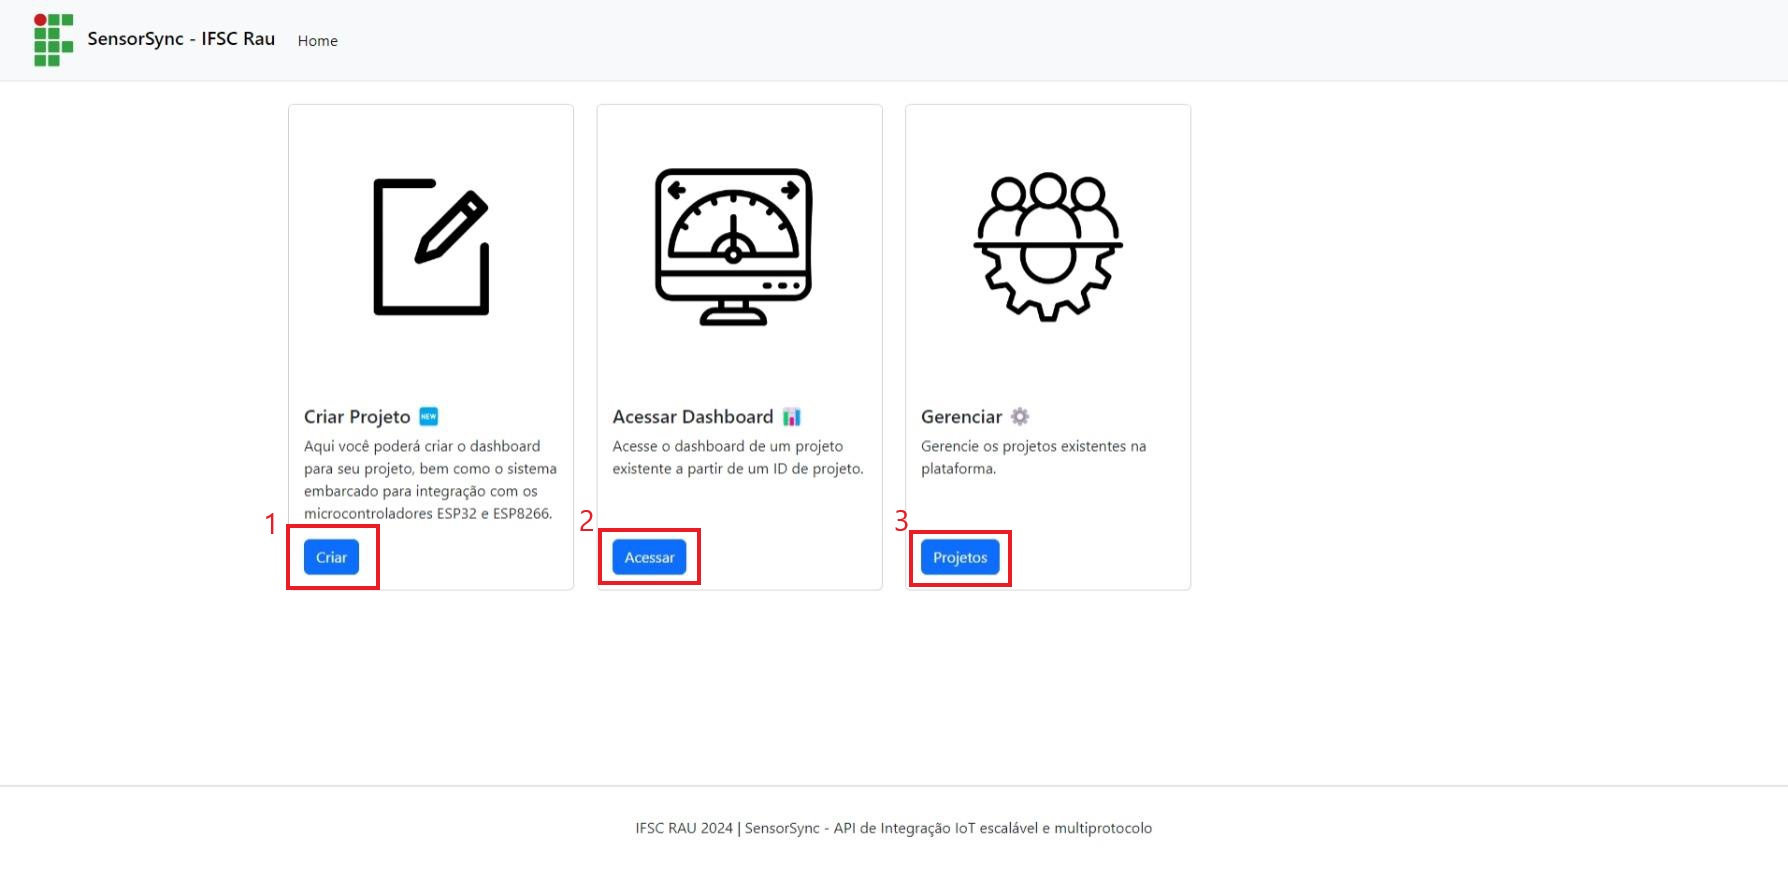 SensorSync - IFSC Rau
Home
Criar Projeto NEW
Aqui você poderá criar o dashboard
para seu projeto, bem como o sistema
embarcado para integração com os
microcontroladores ESP32 e ESP8266.
1
Criar
Acessar Dashboard
Acesse o dashboard de um projeto
existente a partir de um ID de projeto.
2
Acessar
Gerenciar
Gerencie os projetos existentes na
plataforma.
3
Projetos
IFSC RAU 2024 | SensorSync - API de Integração IoT escalável e multiprotocolo